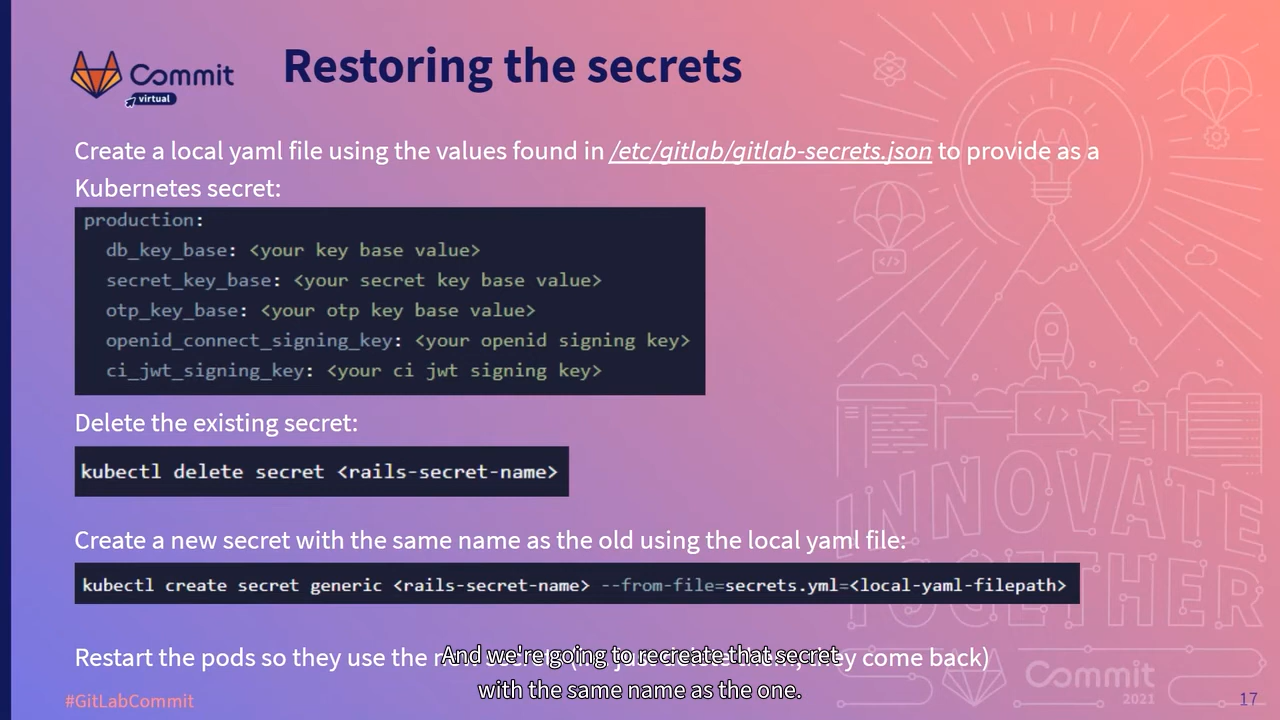 Commit
virtual
Restoring the secrets
Create a local yaml file using the values found in /etc/gitlab/gitlab-secrets.json to provide as a
Kubernetes secret:
production:
db_key_base: <your key base value>
secret_key_base: <your secret key base value>
otp_key_base: <your otp key base value>
openid_connect_signing_key: <your openid signing key>
ci_jwt_signing_key: <your ci jwt signing key>
Delete the existing secret:
kubectl delete secret <rails-secret-name>
Create a new secret with the same name as the old using the local yaml file:
kubectl create secret generic <rails-secret-name> --from-file=secrets.yml=<local-yaml-filepath>
INNOVATE
TOGETHER
Restart the pods so they use the come back)
And we're going to recreate that secret
with the same name as the one.
#GitLabCommit
Commit
2021
17